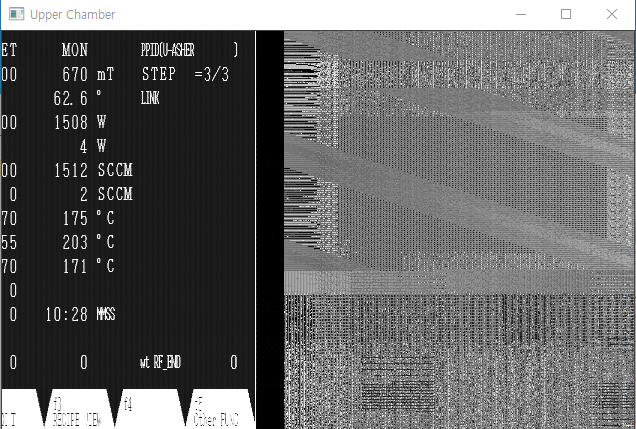 Upper Chamber
ET MON PPID(U-ASHER )
00 670 mT STEP =3/3
62.6 ° LINK
00 1508 W
4 W
00 1512 SCCM
0 2 SCCM
70 175 °C
55 203 °C
70 171 °C
0
0 10:28 MMSS
0 0 wt RF_END 0
f3 f4 f5
RECIPE VIEW Other FUNC